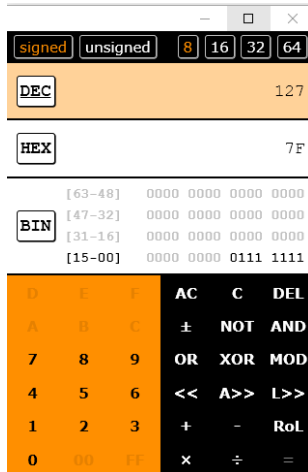 signed unsigned 8 16 32 64
DEC 127
HEX 7F
[63-48] 0000 0000 0000 0000
[47-32] 0000 0000 0000 0000
BIN
[31-16] 0000 0000 0000 0000
[15-00] 0000 0000 0111 1111
D E F AC C DEL
A B C ± NOT AND
7 8 9 OR XOR MOD
4 5 6 << A>> L>>
1 2 3 + - RoL
0 00 FF × ÷ =